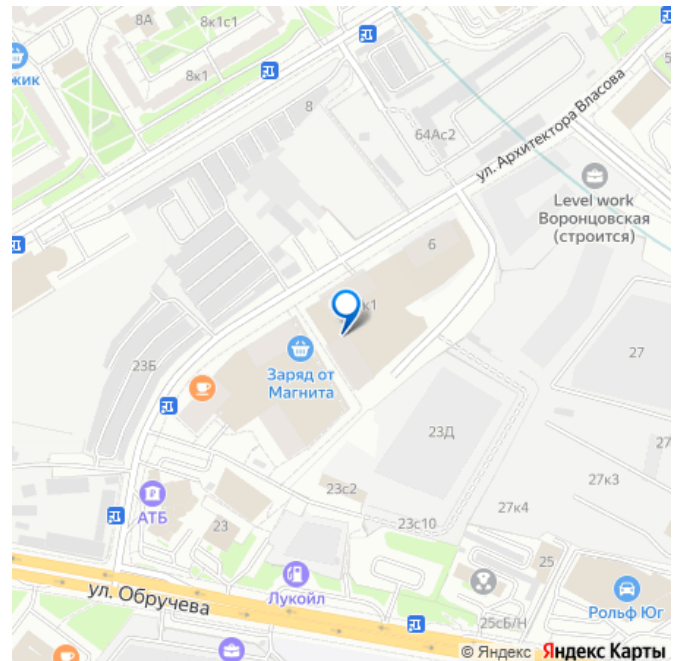 8А
8к1с1
жик
8к1
8
64Ас2
ул. Архитектора Власова
Level work
Воронцовская
(строится)
6
к1
23Б
Заряд от
Магнита
27
23Д
27
27к3
23с2
27к4
АТБ
23
23с10
25
ул. Обручева
Лукойл
Рольф Юг
25сБ/Н
© Яндекс Яндекс Карты